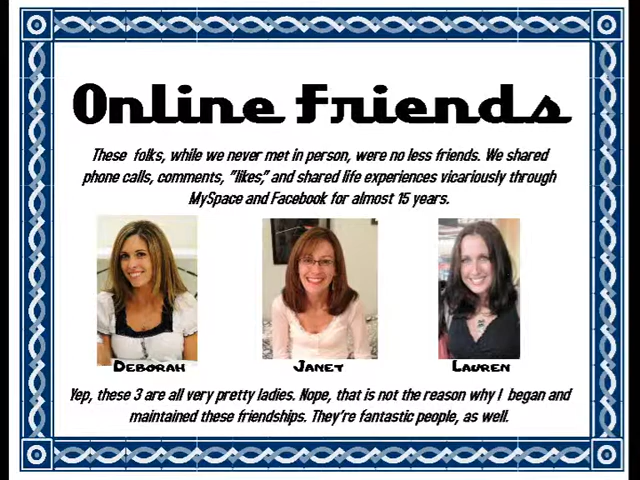 Online Friends
These folks, while we never met in person, were no less friends. We shared
phone calls, comments, "likes," and shared life experiences vicariously through
MySpace and Facebook for almost 15 years.
Deborah Janet Lauren
Yep, these 3 are all very pretty ladies. Nope, that is not the reason why I began and
maintained these friendships. They're fantastic people, as well.